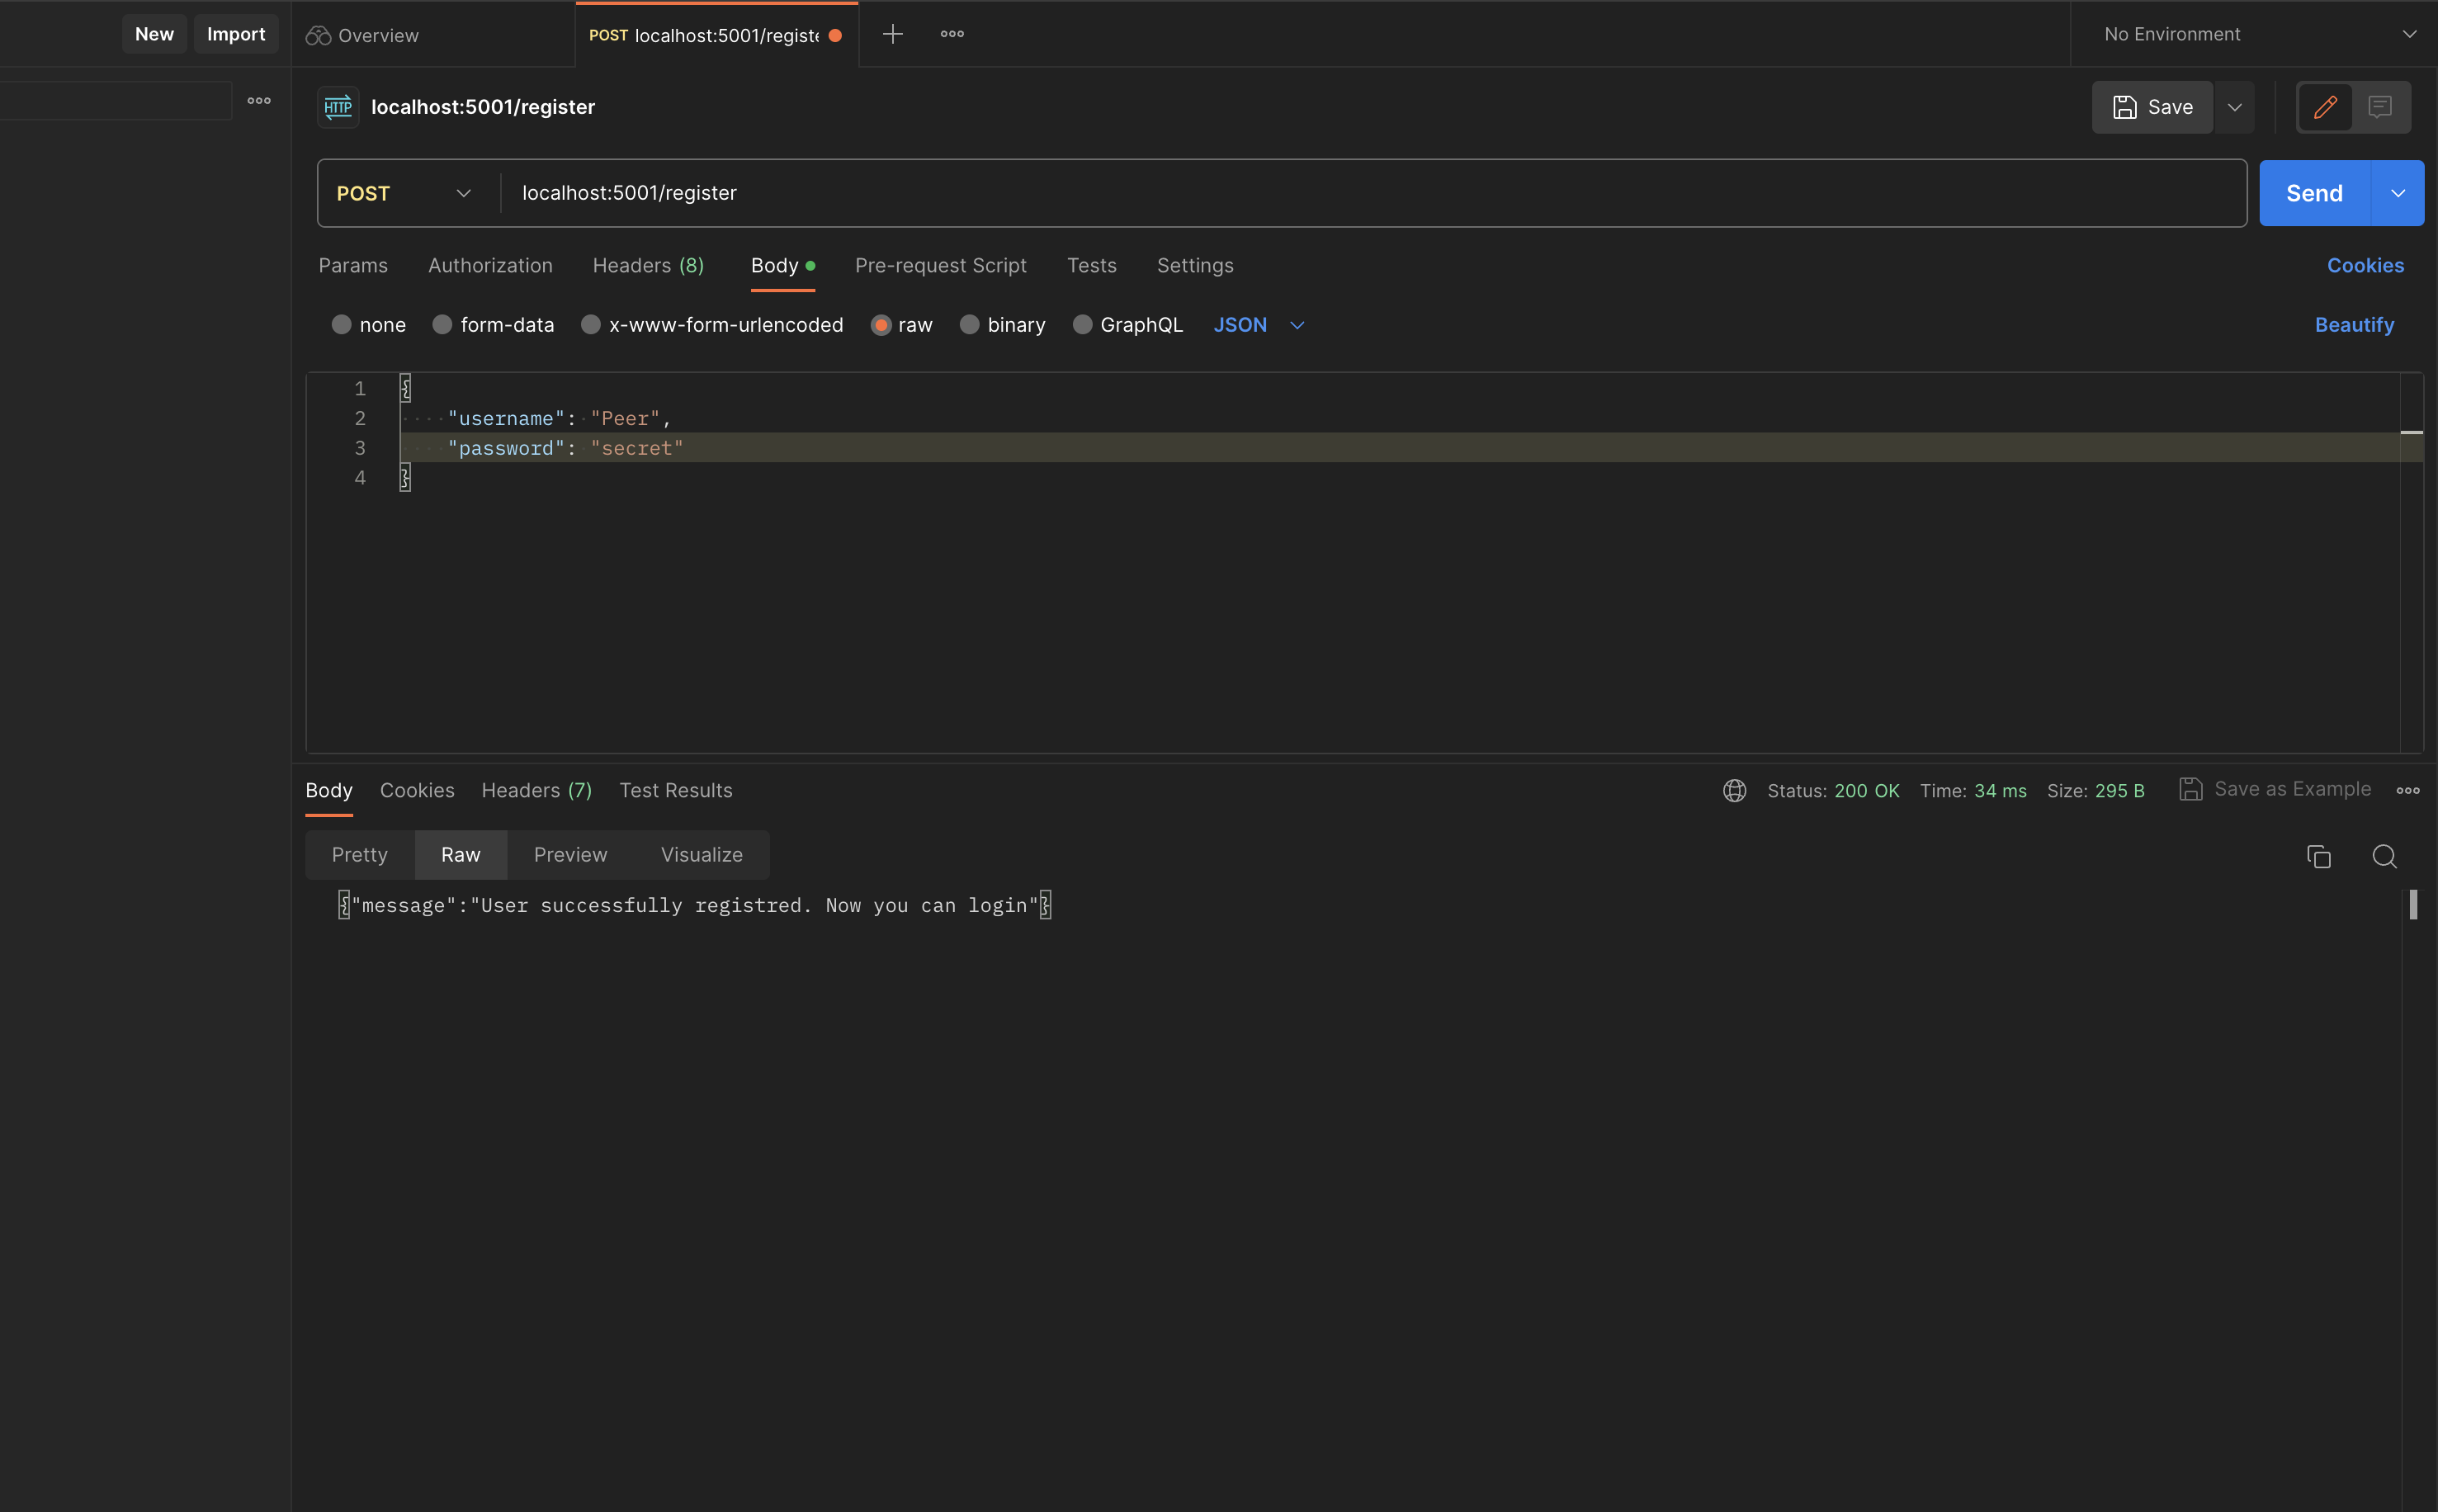 New Import Overview POST localhost:5001/registe No Environment
HTTP localhost:5001/register Save
POST localhost:5001/register Send
Params Authorization Headers (8) Body Pre-request Script Tests Settings Cookies
none form-data x-www-form-urlencoded raw binary GraphQL JSON Beautify
1 {
2 "username": "Peer",
3 "password": "secret"
4 }
Body Cookies Headers (7) Test Results Status: 200 OK Time: 34 ms Size: 295 B Save as Example
Pretty Raw Preview Visualize
{"message":"User successfully registred. Now you can login"}